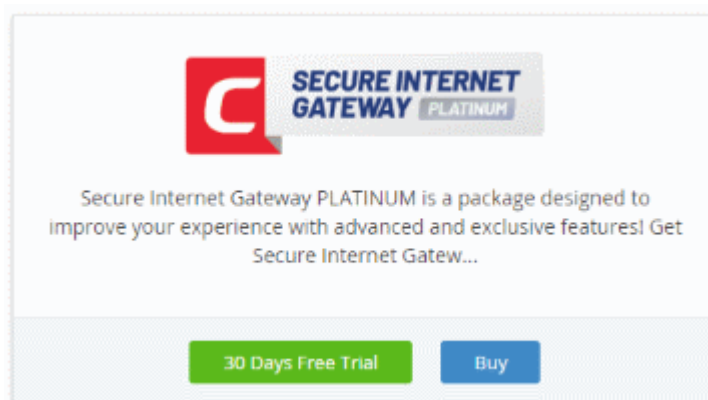 C
SECURE INTERNET
GATEWAY PLATINUM
Secure Internet Gateway PLATINUM is a package designed to
improve your experience with advanced and exclusive features! Get
Secure Internet Gatew...
30 Days Free Trial
Buy